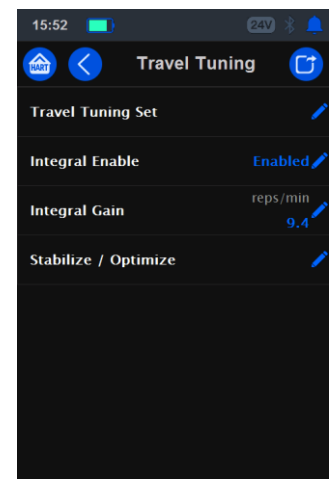 15:52 24V
HART Travel Tuning
Travel Tuning Set
Integral Enable Enabled
reps/min
Integral Gain
9.4
Stabilize / Optimize